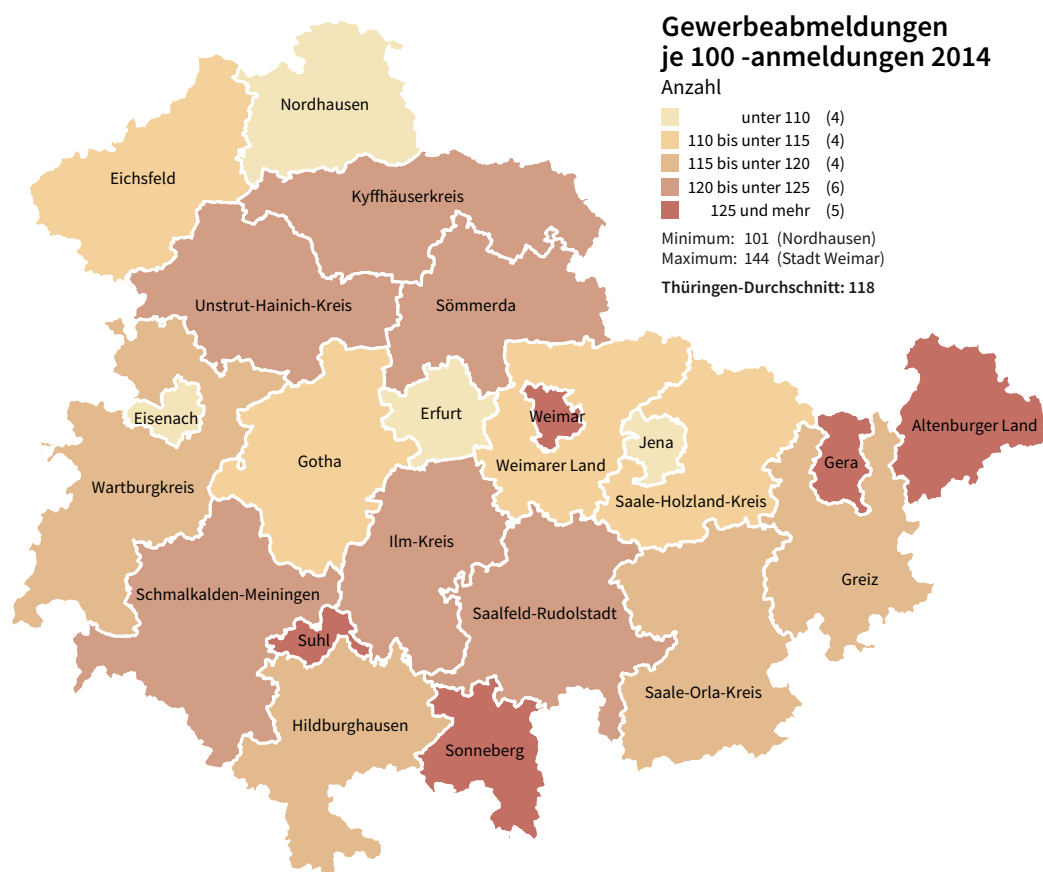 Gewerbeabmeldungen
je 100 -anmeldungen 2014
Anzahl
unter 110 (4)
110 bis unter 115 (4)
115 bis unter 120 (4)
120 bis unter 125 (6)
125 und mehr (5)
Minimum: 101 (Nordhausen)
Maximum: 144 (Stadt Weimar)
Thüringen-Durchschnitt: 118
Nordhausen
Eichsfeld
Kyffhäuserkreis
Unstrut-Hainich-Kreis
Sömmerda
Eisenach
Erfurt
Weimar
Jena
Altenburger Land
Gotha
Weimarer Land
Gera
Wartburgkreis
Saale-Holzland-Kreis
Ilm-Kreis
Greiz
Schmalkalden-Meiningen
Saalfeld-Rudolstadt
Suhl
Saale-Orla-Kreis
Hildburghausen
Sonneberg